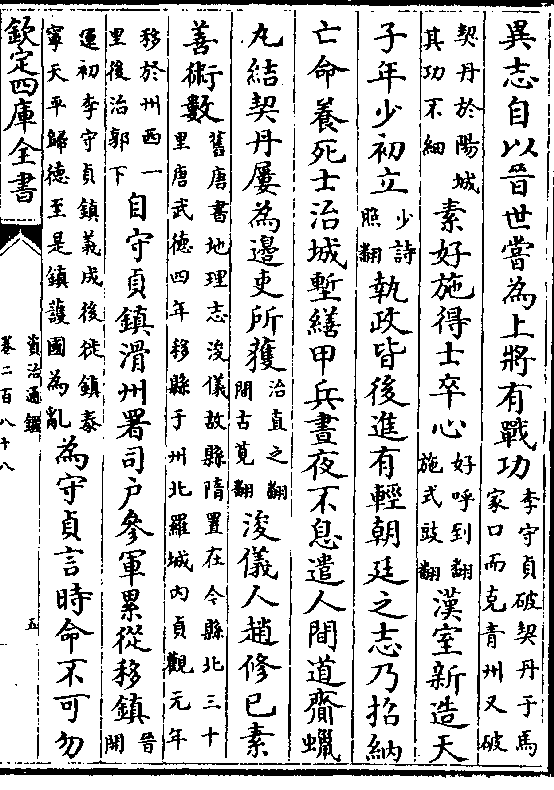 異志自以晉世嘗為上將有戰功李守貞破契丹于馬家口而克青州又破
契丹於陽城其功不細素好施得士卒心好呼到翻施式豉翻漢室新造天
子年少初立少詩照翻執政皆後進有輕朝廷之志乃招納
亡命養死士治城塹繕甲兵晝夜不息遣人間道齎蠟
丸結契丹屢為邊吏所獲治直之翻間古莧翻浚儀人趙修已素
善術數舊唐書地理志浚儀故縣隋置在今縣北三十里唐武德四年移縣于州北羅城內貞觀元年
移於州西一里後治郭下自守貞鎮滑州署司戶參軍累從移鎮晉開
運初李守貞鎮義成後徙鎮泰寧天平歸德至是鎮護國為亂為守貞言時命不可勿
欽定四庫全書
資治通鑑
卷二百八十八
五